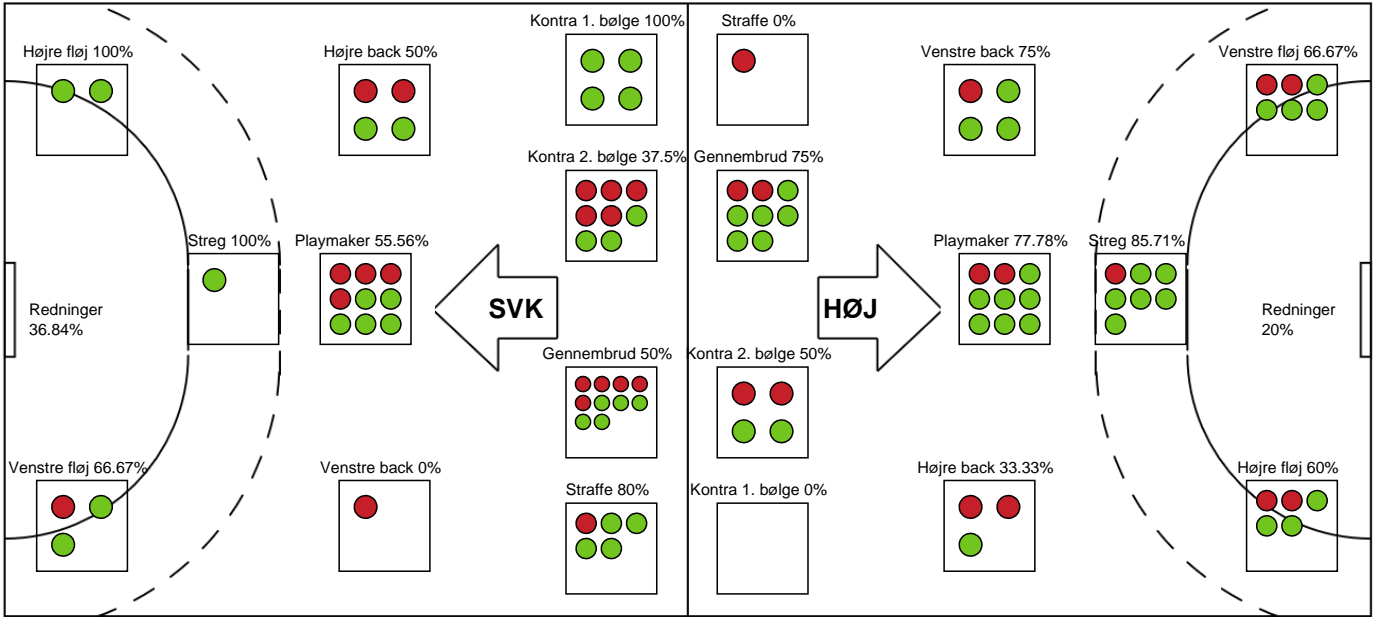 Kontra 1. bølge 100%
Straffe 0%
Højre fløj 100%
Højre back 50%
Venstre back 75%
Venstre fløj 66.67%
Kontra 2. bølge 37.5%
Gennembrud 75%
Streg 100%
Playmaker 55.56%
Playmaker 77.78%
Streg 85.71%
Redninger
36.84%
SVK
HØJ
Redninger
20%
Gennembrud 50%
Kontra 2. bølge 50%
Venstre fløj 66.67%
Venstre back 0%
Straffe 80%
Kontra 1. bølge 0%
Højre back 33.33%
Højre fløj 60%